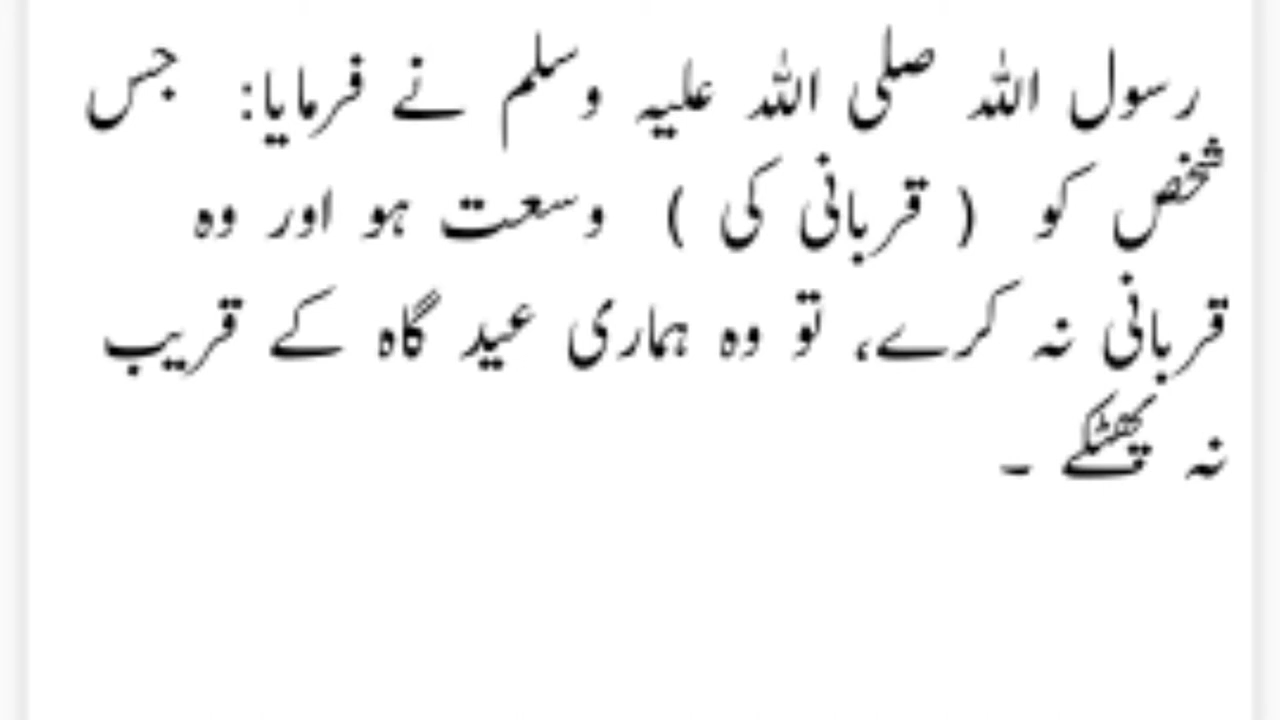 رسول اللہ صلی اللہ علیہ وسلم نے فرمایا: جس
شخص کو ( قربانی کی ) وسعت ہو اور وہ
قربانی نہ کرے، تو وہ ہماری عید گاہ کے قریب
نہ پھٹکے ۔